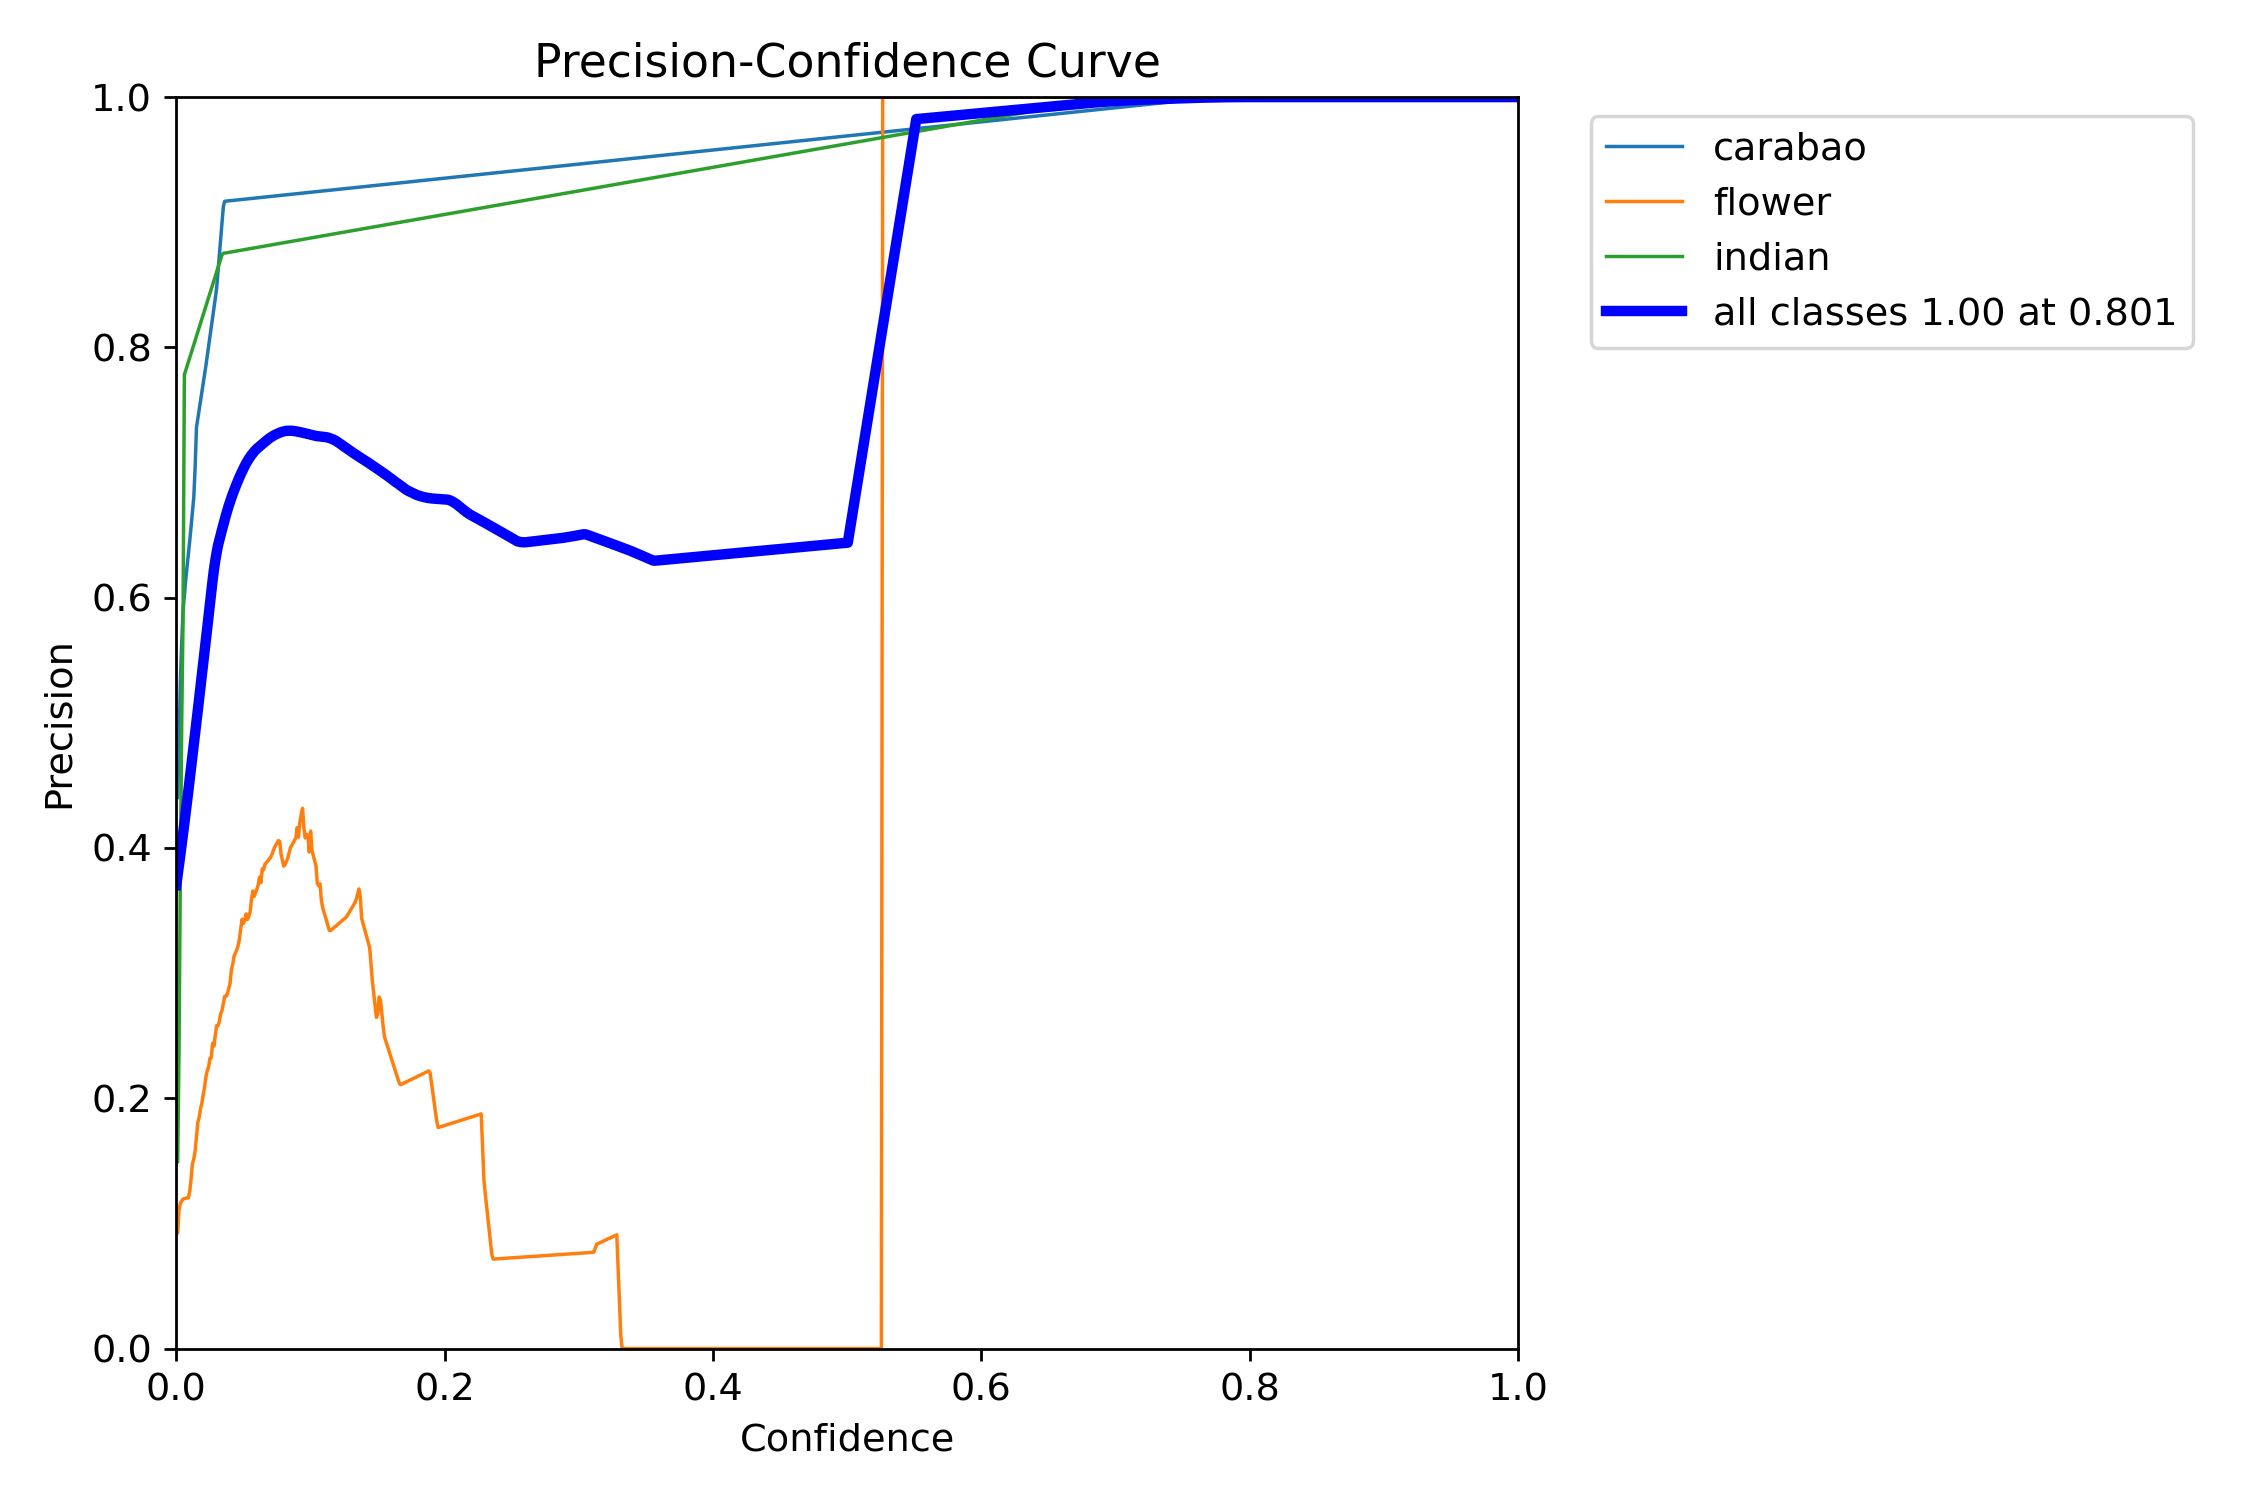 Precision-Confidence Curve
1.0
0.8
0.6
0.4
0.2
0.0
Precision
0.0 0.2 0.4 0.6 0.8 1.0
Confidence
carabao
flower
indian
all classes 1.00 at 0.801